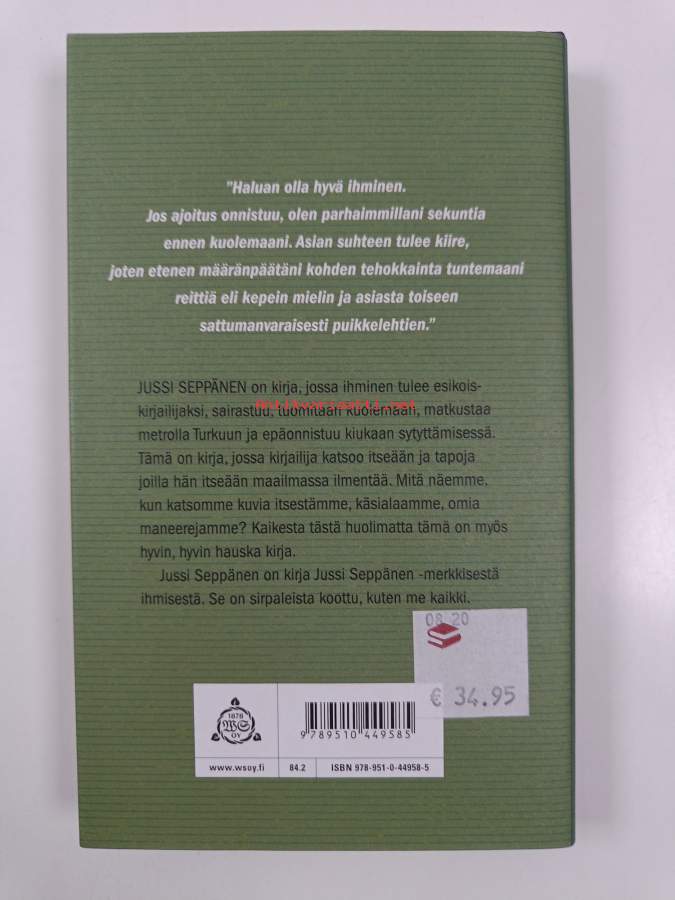 "Haluan olla hyvä ihminen.
Jos ajoitus onnistuu, olen parhaimmillani sekuntia
ennen kuolemaani. Asian suhteen tulee kiire,
joten etenen määränpäätäni kohden tehokkainta tuntemaani
reittiä eli kepein mielin ja asiasta toiseen
sattumanvaraisesti puikkelehtien."
JUSSI SEPPÄNEN on kirja, jossa ihminen tulee esikois-
kirjailijaksi, sairastuu, tuomitaan kuolemaan, matkustaa
Antikvariaatti.net
metrolla Turkuun ja epäonnistuu kiukaan sytyttämisessä.
Tämä on kirja, jossa kirjailija katsoo itseään ja tapoja
joilla hän itseään maailmassa ilmentää. Mitä näemme,
kun katsomme kuvia itsestämme, käsialaamme, omia
maneerejamme? Kaikesta tästä huolimatta tämä on myös
hyvin, hyvin hauska kirja.
Jussi Seppänen on kirja Jussi Seppänen -merkkisestä
ihmisestä. Se on sirpaleista koottu, kuten me kaikki.
08 20
€ 34.95
1878
WS
OY
9 789510 449585
www.wsoy.fi
84.2
ISBN 978-951-0-44958-5